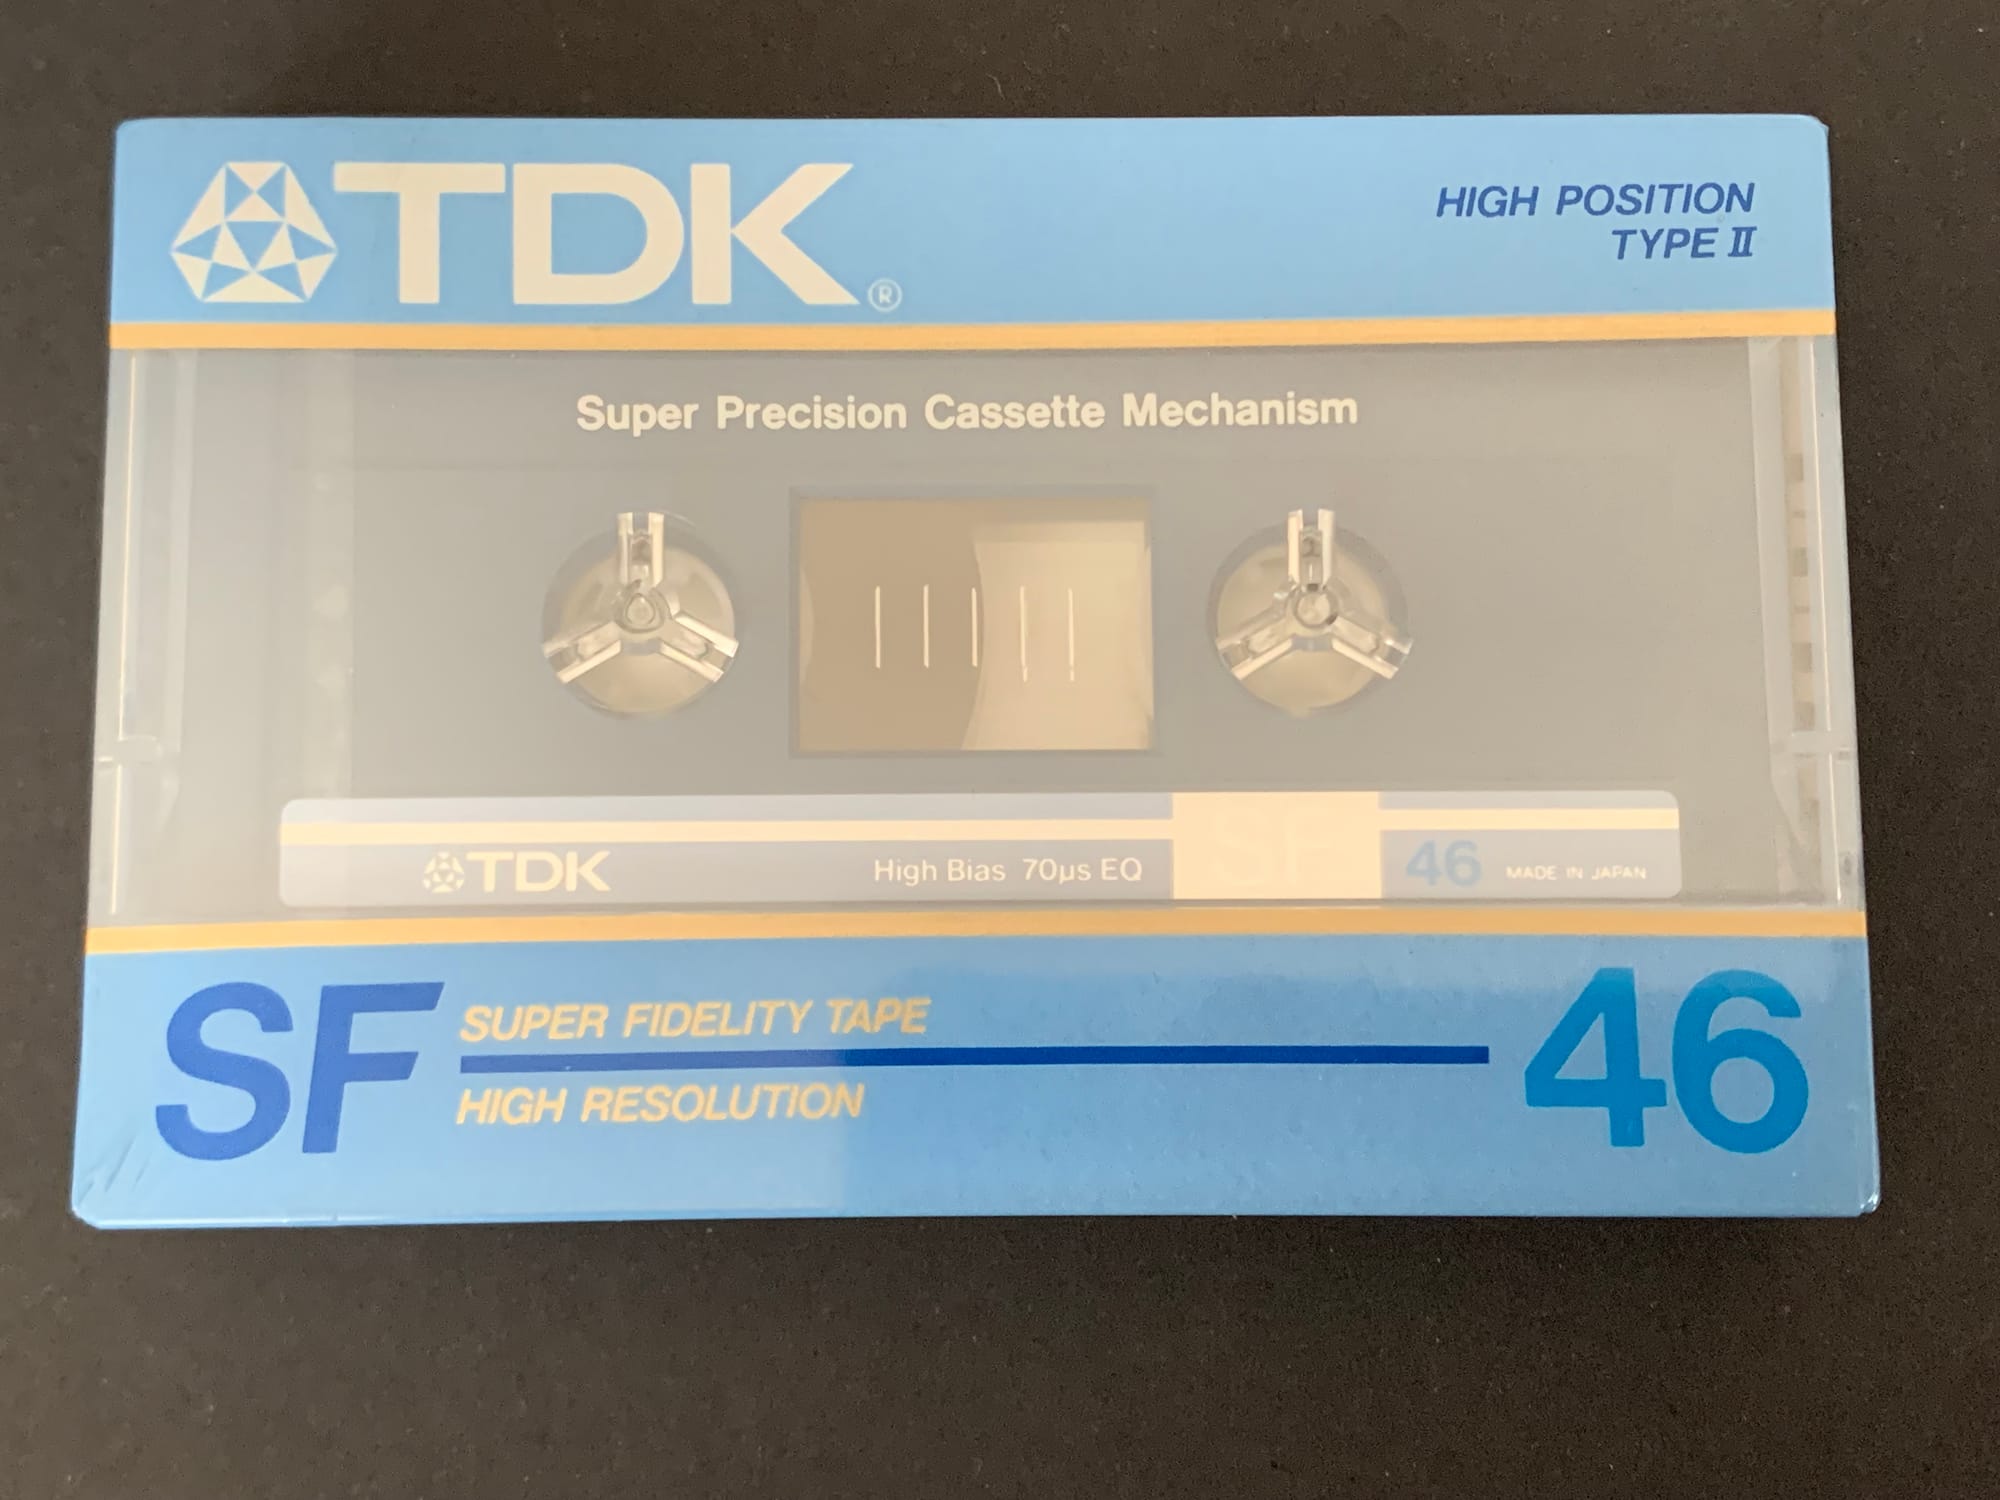 TDK®
HIGH POSITION
TYPE II
Super Precision Cassette Mechanism
TDK High Bias 70µs EQ SF 46 MADE IN JAPAN
SF SUPER FIDELITY TAPE
HIGH RESOLUTION
46